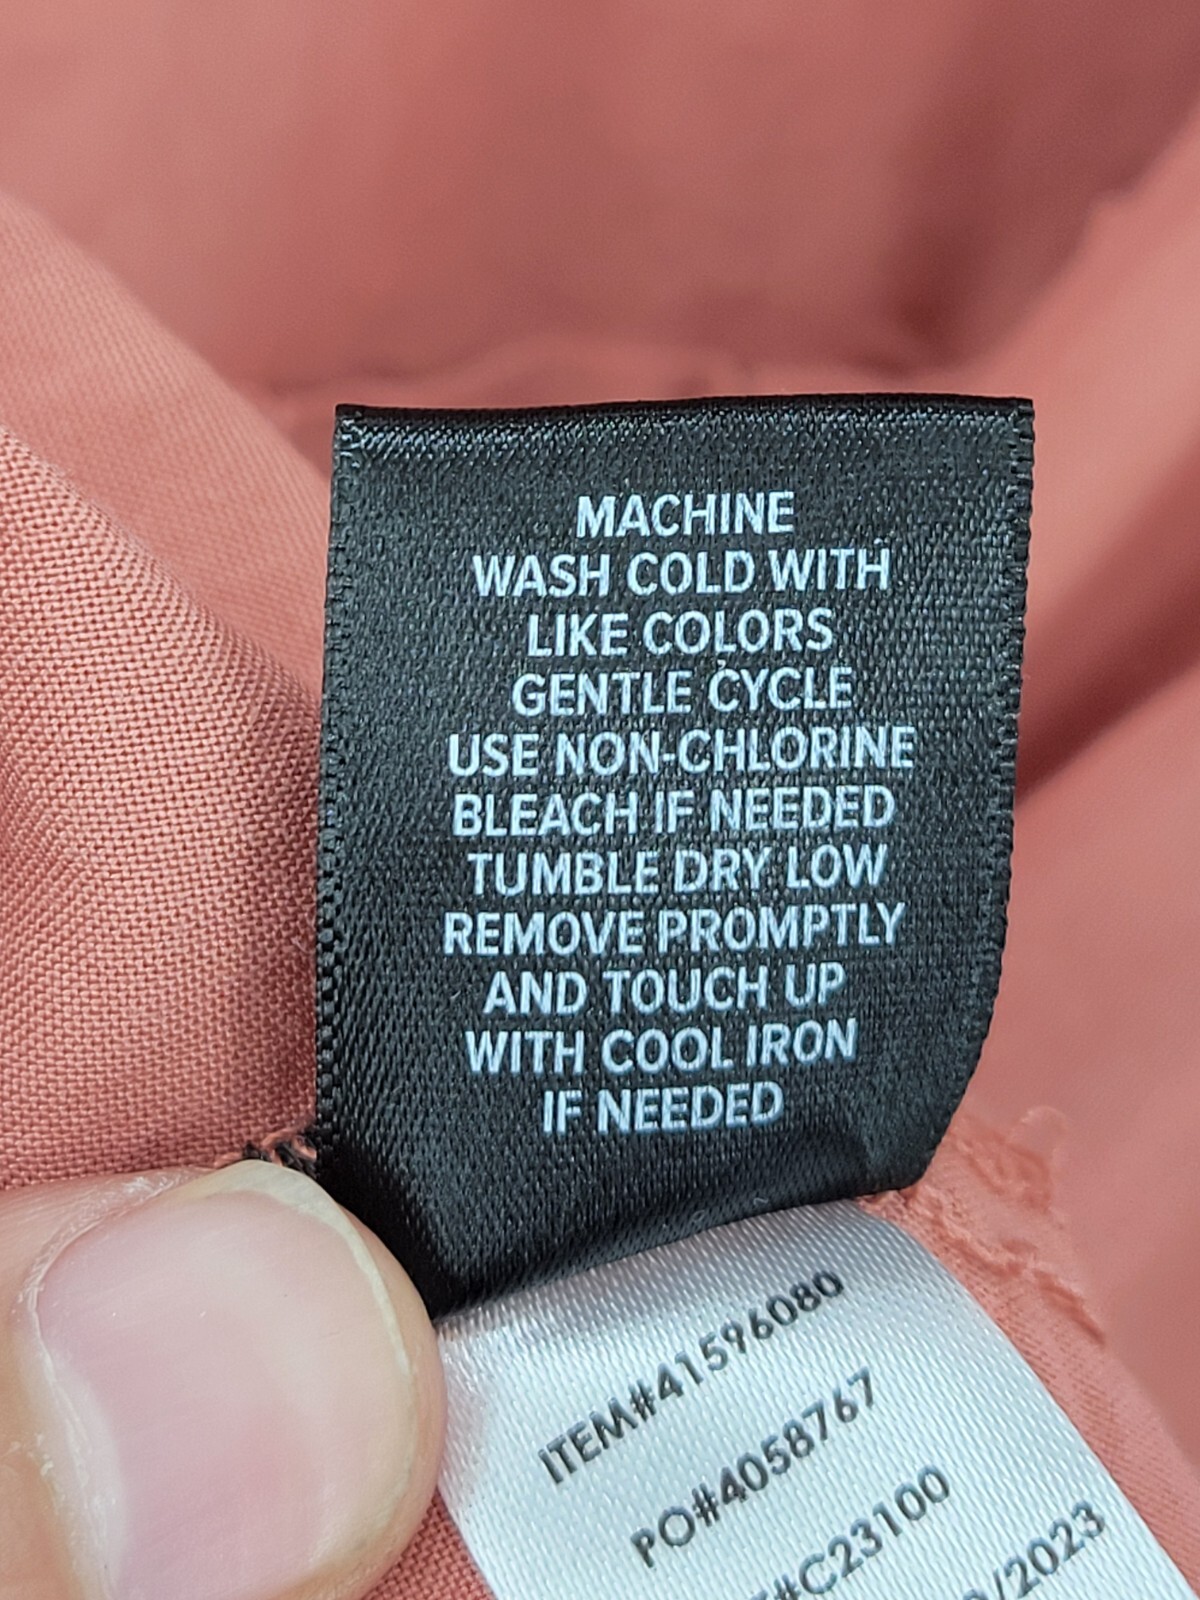 MACHINE
WASH COLD WITH
LIKE COLORS
GENTLE CYCLE
USE NON-CHLORINE
BLEACH IF NEEDED
TUMBLE DRY LOW
REMOVE PROMPTLY
AND TOUCH UP
WITH COOL IRON
IF NEEDED
ITEM#41596080
PO#4058767
#C23100
/2023